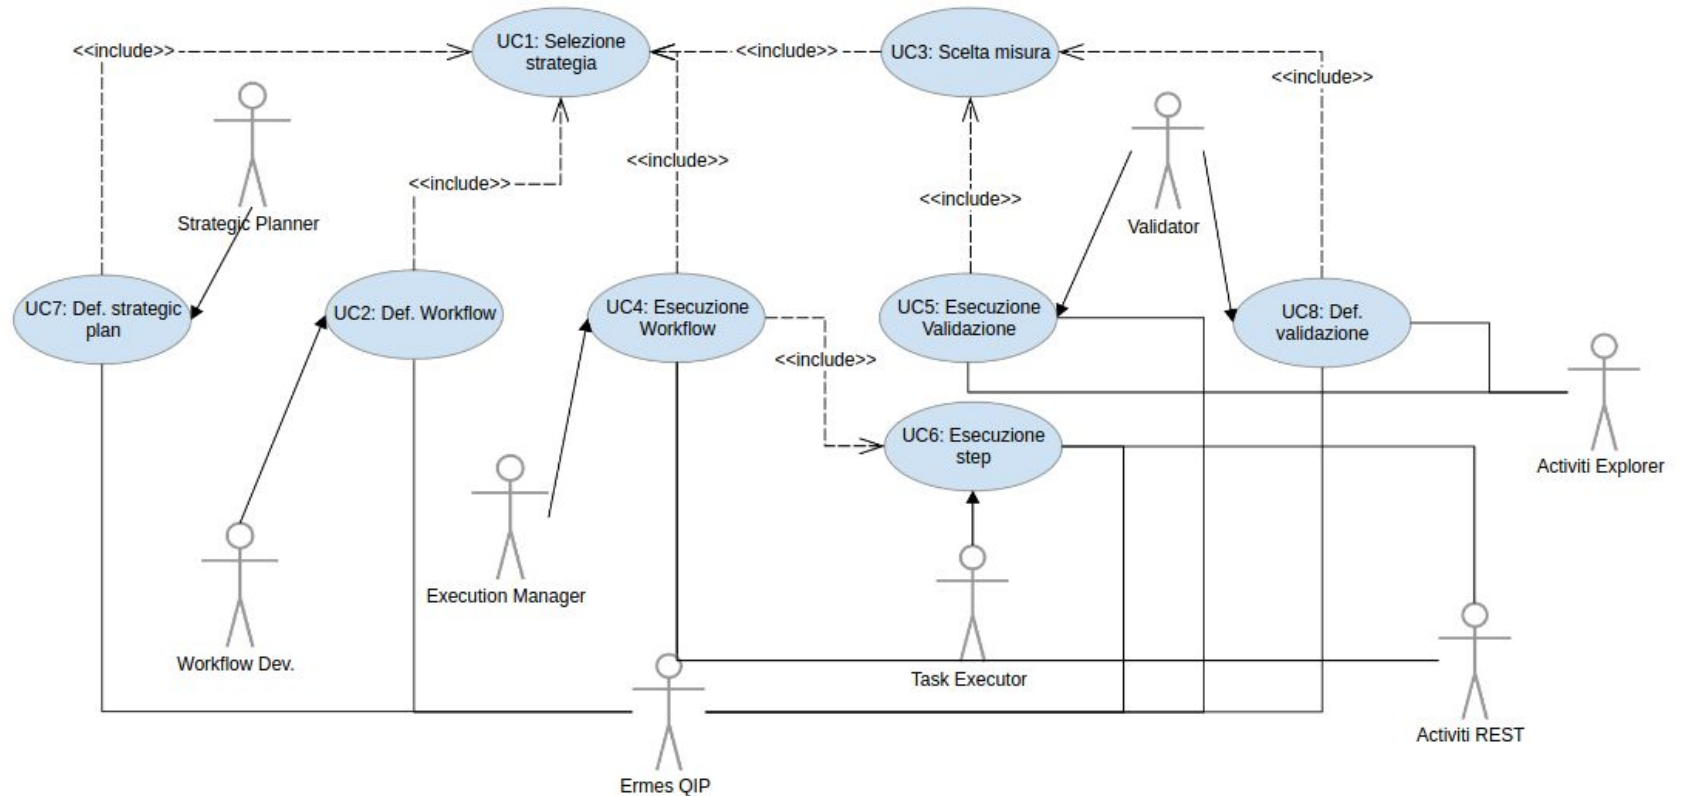 <<include>>
UC1: Selezione
strategia
<<include>>
UC3: Scelta misura
<<include>>
<<include>>
<<include>>
<<include>>
Strategic Planner
Validator
UC7: Def. strategic
plan
UC2: Def. Workflow
UC4: Esecuzione
Workflow
UC5: Esecuzione
Validazione
UC8: Def.
validazione
<<include>>
UC6: Esecuzione
step
Activiti Explorer
Execution Manager
Workflow Dev.
Task Executor
Activiti REST
Ermes QIP